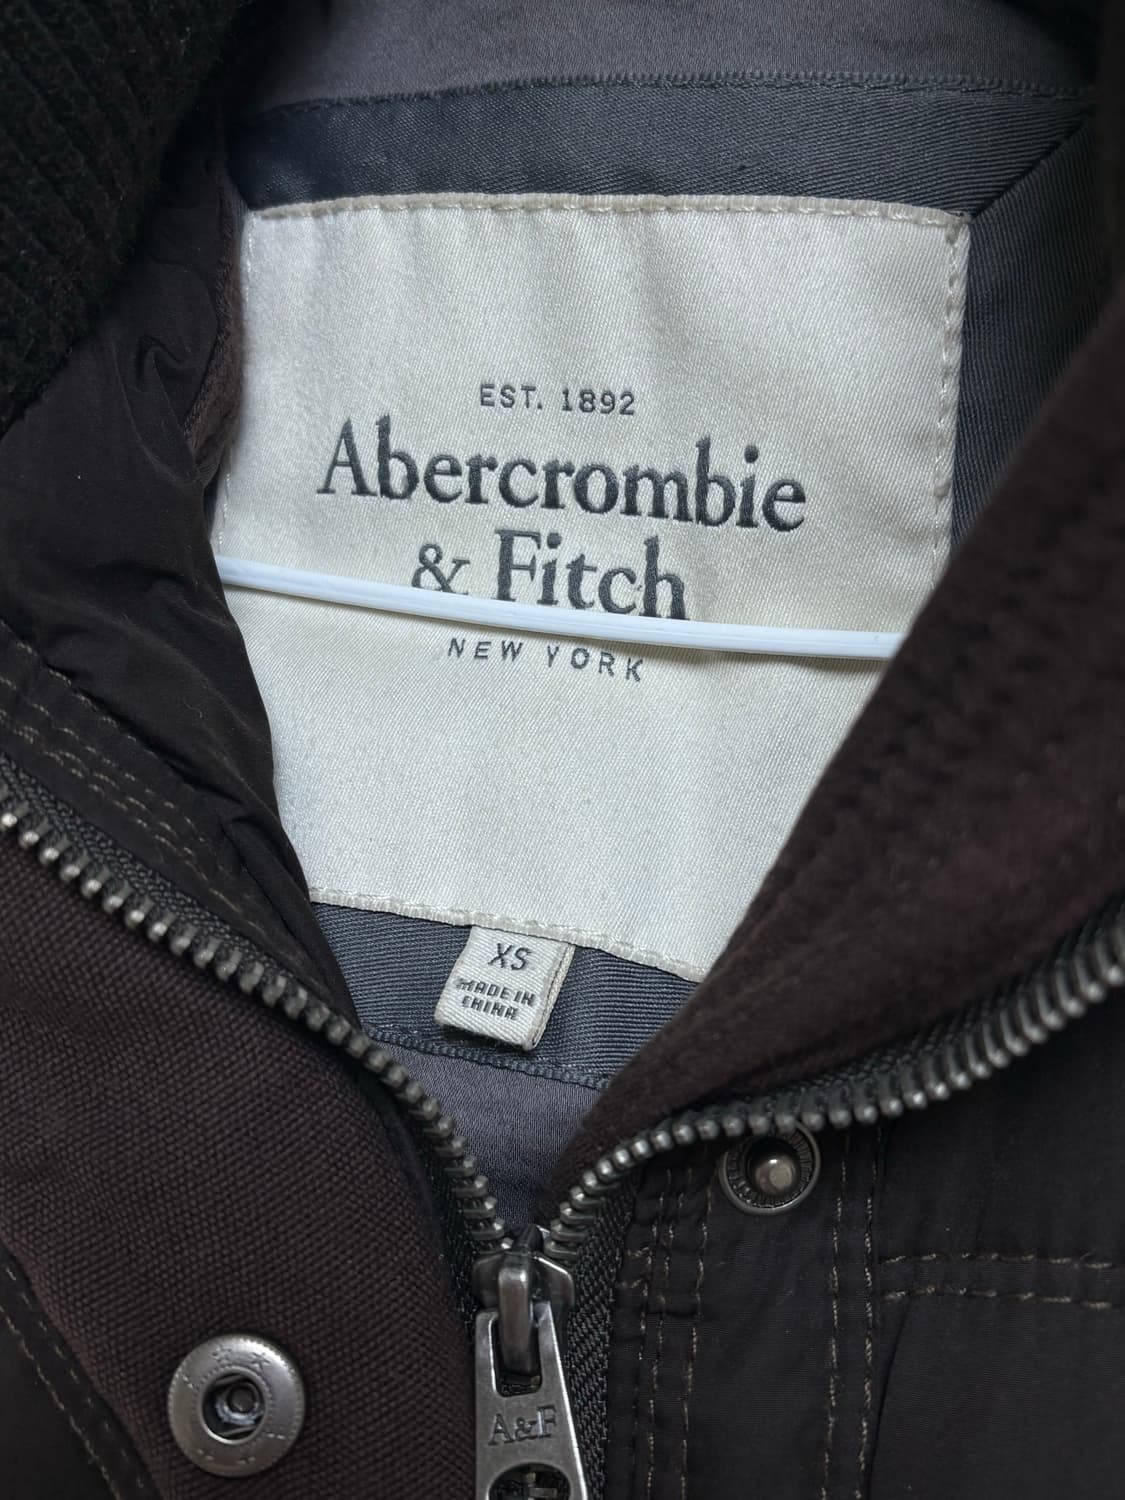 EST. 1892
Abercrombie
& Fitch
NEW YORK
XS
MADE IN
CHINA
A&F